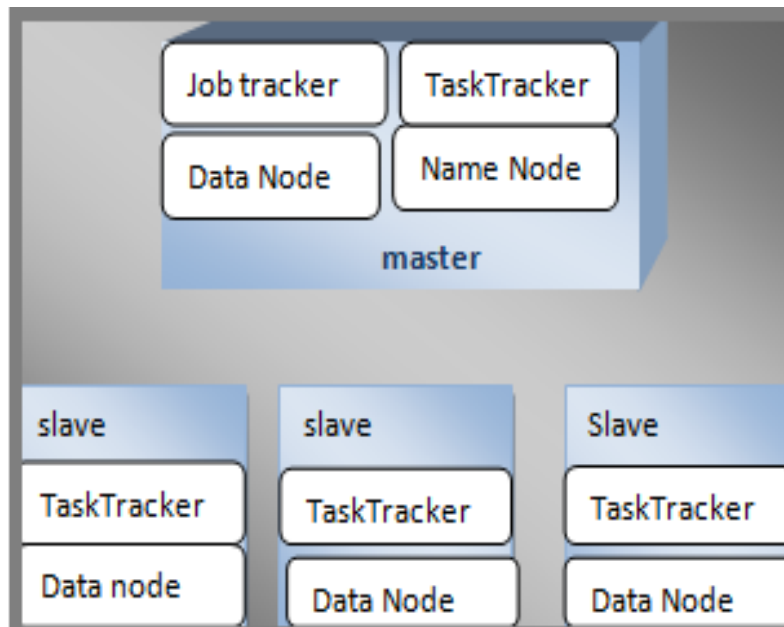 Job tracker
TaskTracker
Data Node
Name Node
master
slave
slave
Slave
TaskTracker
TaskTracker
TaskTracker
Data node
Data Node
Data Node